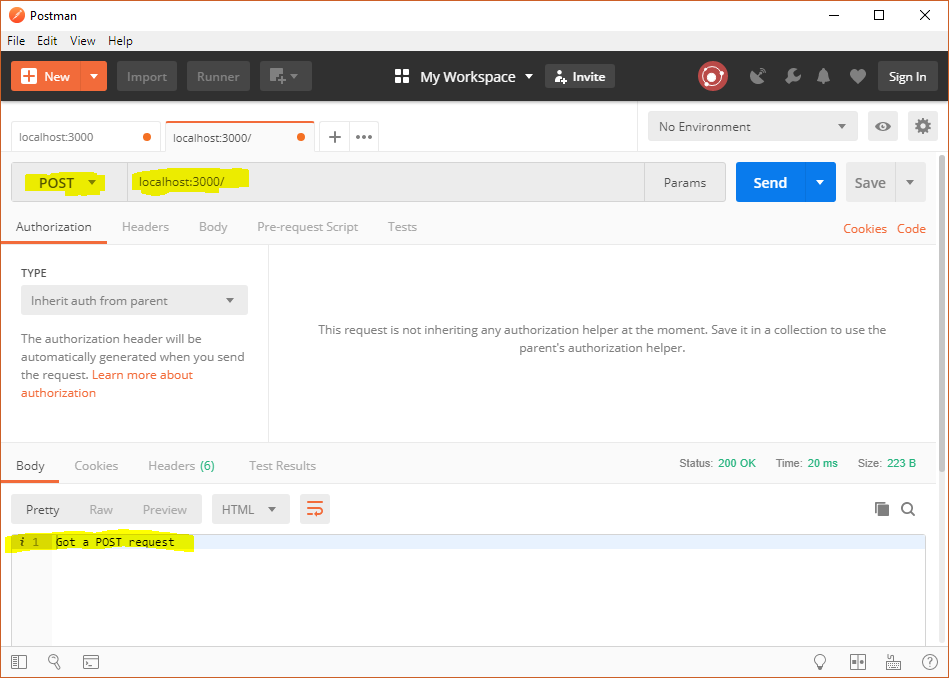 Postman
File Edit View Help
New Import Runner My Workspace Invite Sign In
localhost:3000 localhost:3000/ No Environment
POST localhost:3000/ Params Send Save
Authorization Headers Body Pre-request Script Tests Cookies Code
TYPE
Inherit auth from parent
The authorization header will be
automatically generated when you send
the request. Learn more about
authorization
This request is not inheriting any authorization helper at the moment. Save it in a collection to use the
parent's authorization helper.
Body Cookies Headers (6) Test Results Status: 200 OK Time: 20 ms Size: 223 B
Pretty Raw Preview HTML
i 1 Got a POST request